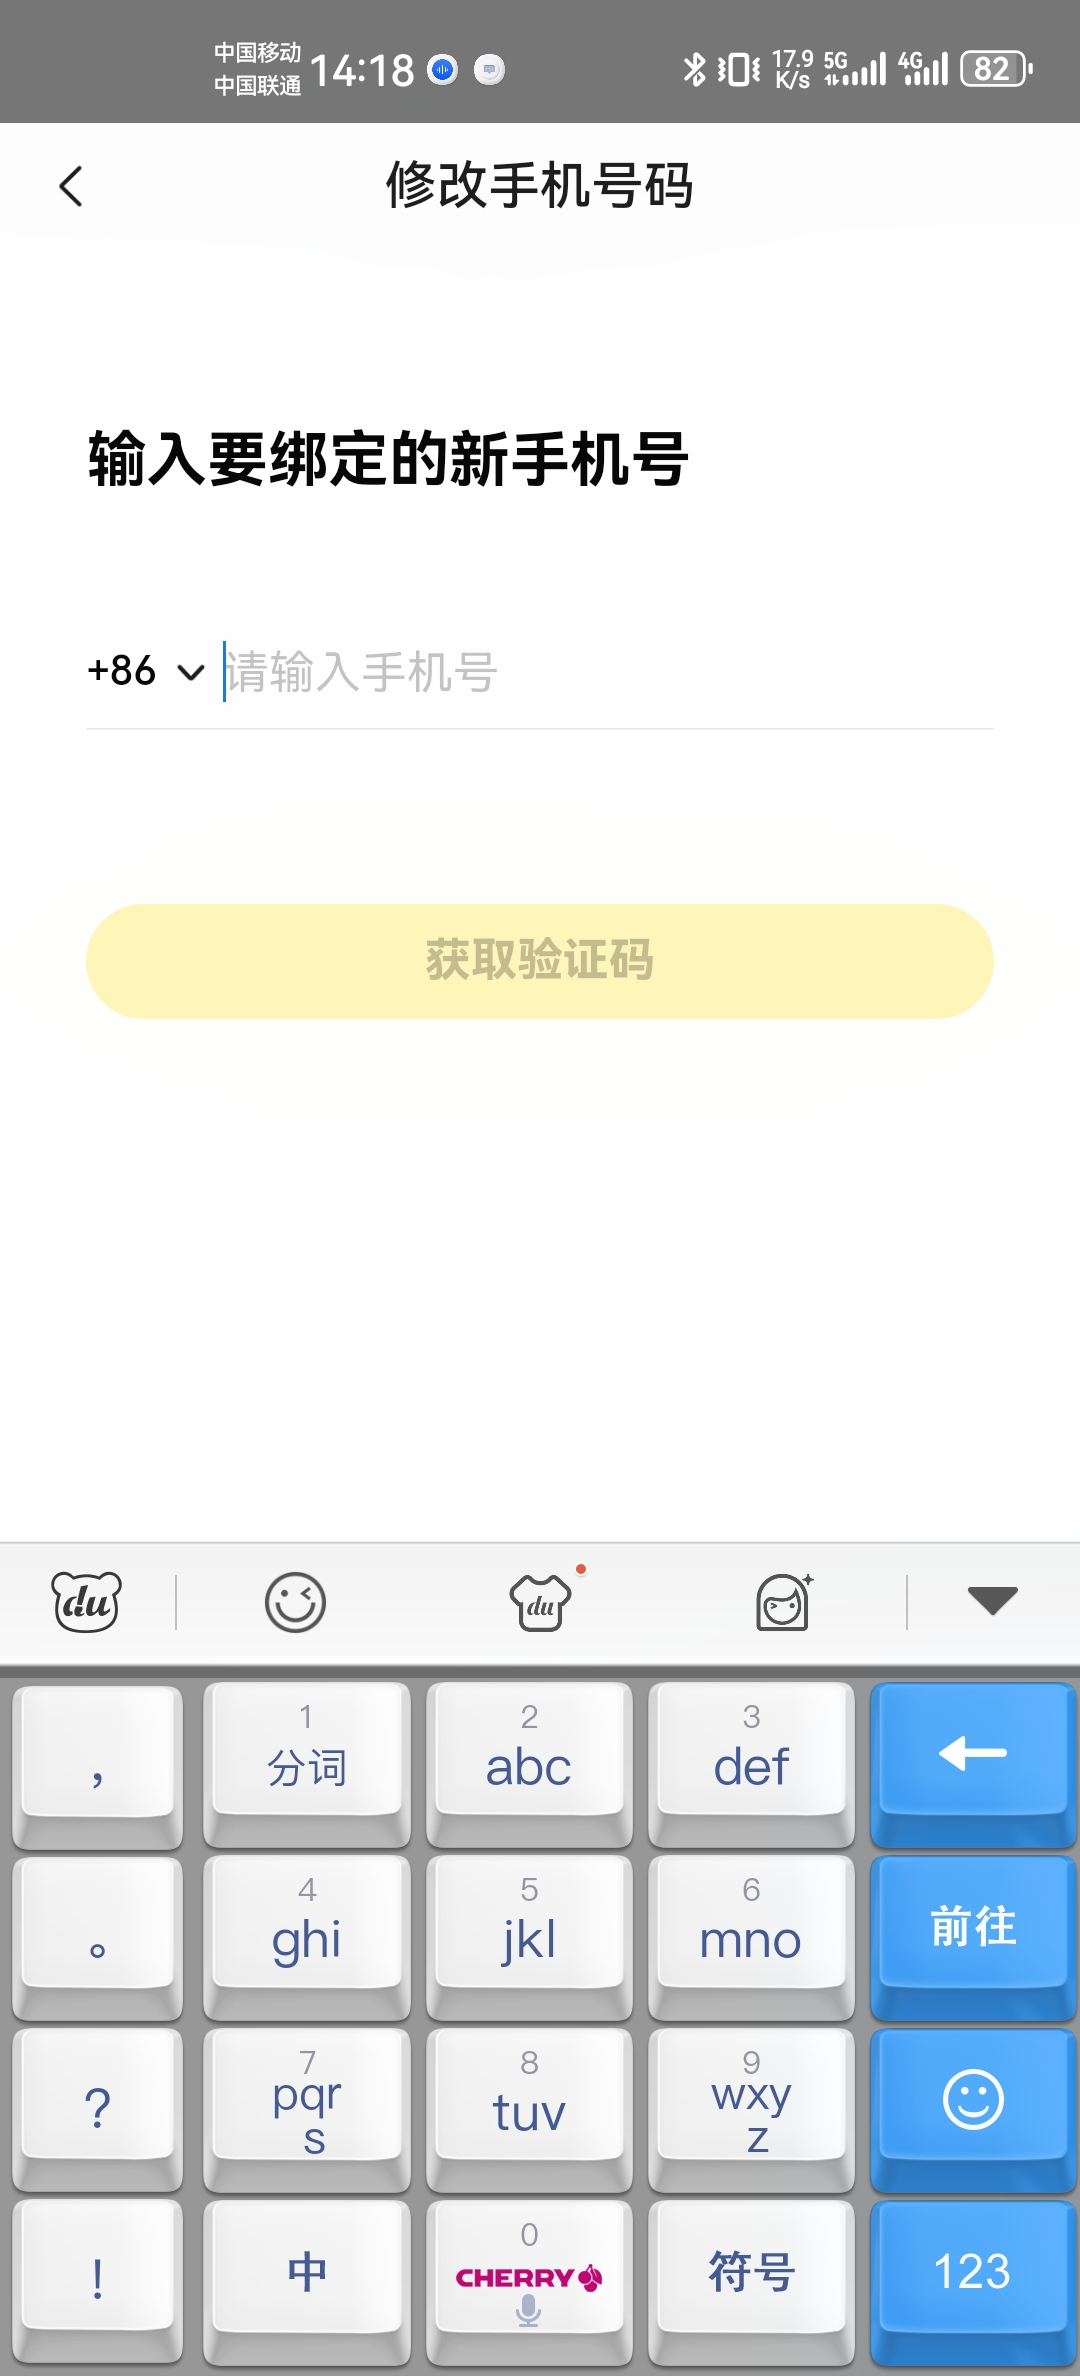 中国移动
中国联通
14:18
17.9
K/s
5G
4G
82
修改手机号码
输入要绑定的新手机号
+86
请输入手机号
获取验证码
du
du
，
1
分词
2
abc
3
def
。
4
ghi
5
jkl
6
mno
前往
?
7
pqr
s
8
tuv
9
wxy
z
!
中
0
CHERRY
符号
123